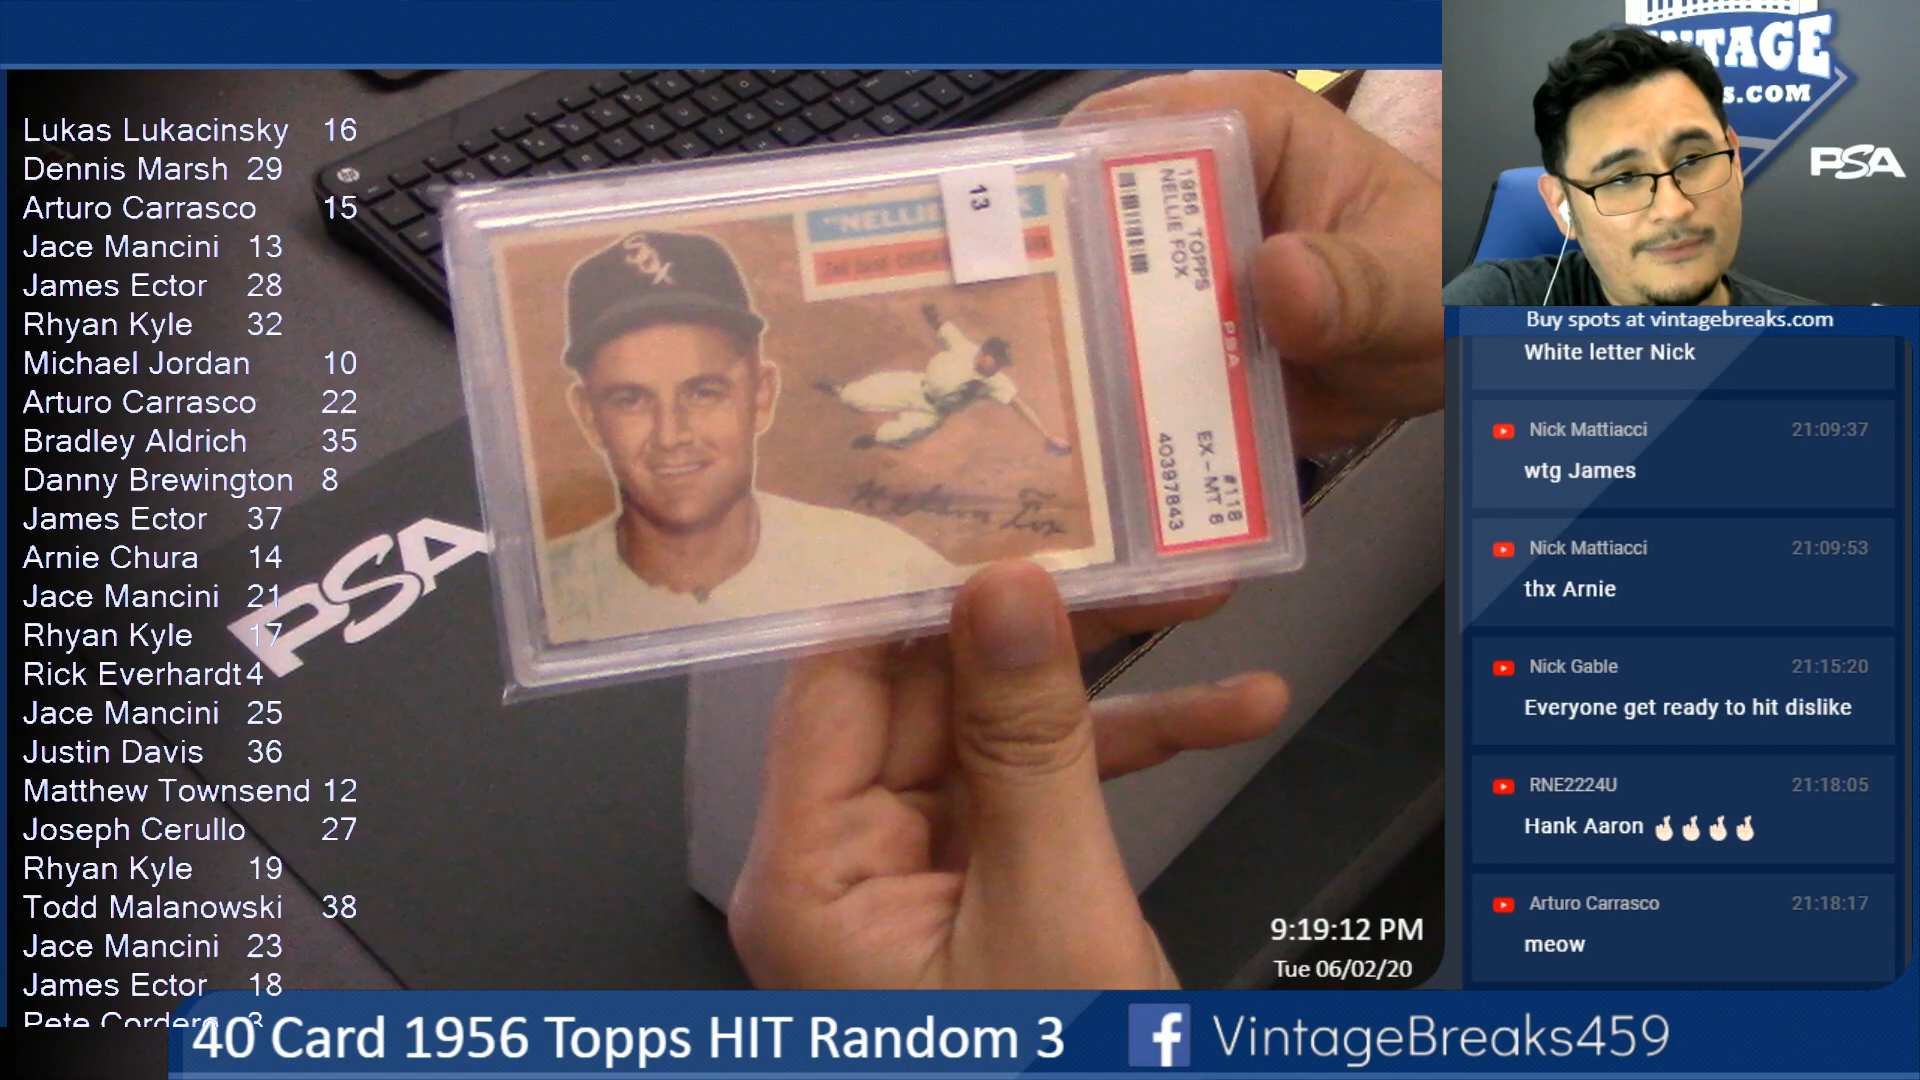 Lukas Lukacinsky 16
Dennis Marsh 29
Arturo Carrasco 15
Jace Mancini 13
James Ector 28
Rhyan Kyle 32
Michael Jordan 10
Arturo Carrasco 22
Bradley Aldrich 35
Danny Brewington 8
James Ector 37
Arnie Chura 14
Jace Mancini 21
Rhyan Kyle 17
Rick Everhardt 4
Jace Mancini 25
Justin Davis 36
Matthew Townsend 12
Joseph Cerullo 27
Rhyan Kyle 19
Todd Malanowski 38
Jace Mancini 23
James Ector 18
Pete Cordero 3
PSA
Sox
"NELLIE
13
1956 TOPPS
NELLIE FOX
#118
EX-MT 6
40397843
PSA
9:19:12 PM
Tue 06/02/20
NTAGE
S.COM
PSA
Buy spots at vintagebreaks.com
White letter Nick
Nick Mattiacci 21:09:37
wtg James
Nick Mattiacci 21:09:53
thx Arnie
Nick Gable 21:15:20
Everyone get ready to hit dislike
RNE2224U 21:18:05
Hank Aaron 🤞🏻🤞🏻🤞🏻🤞🏻
Arturo Carrasco 21:18:17
meow
40 Card 1956 Topps HIT Random 3
f VintageBreaks459